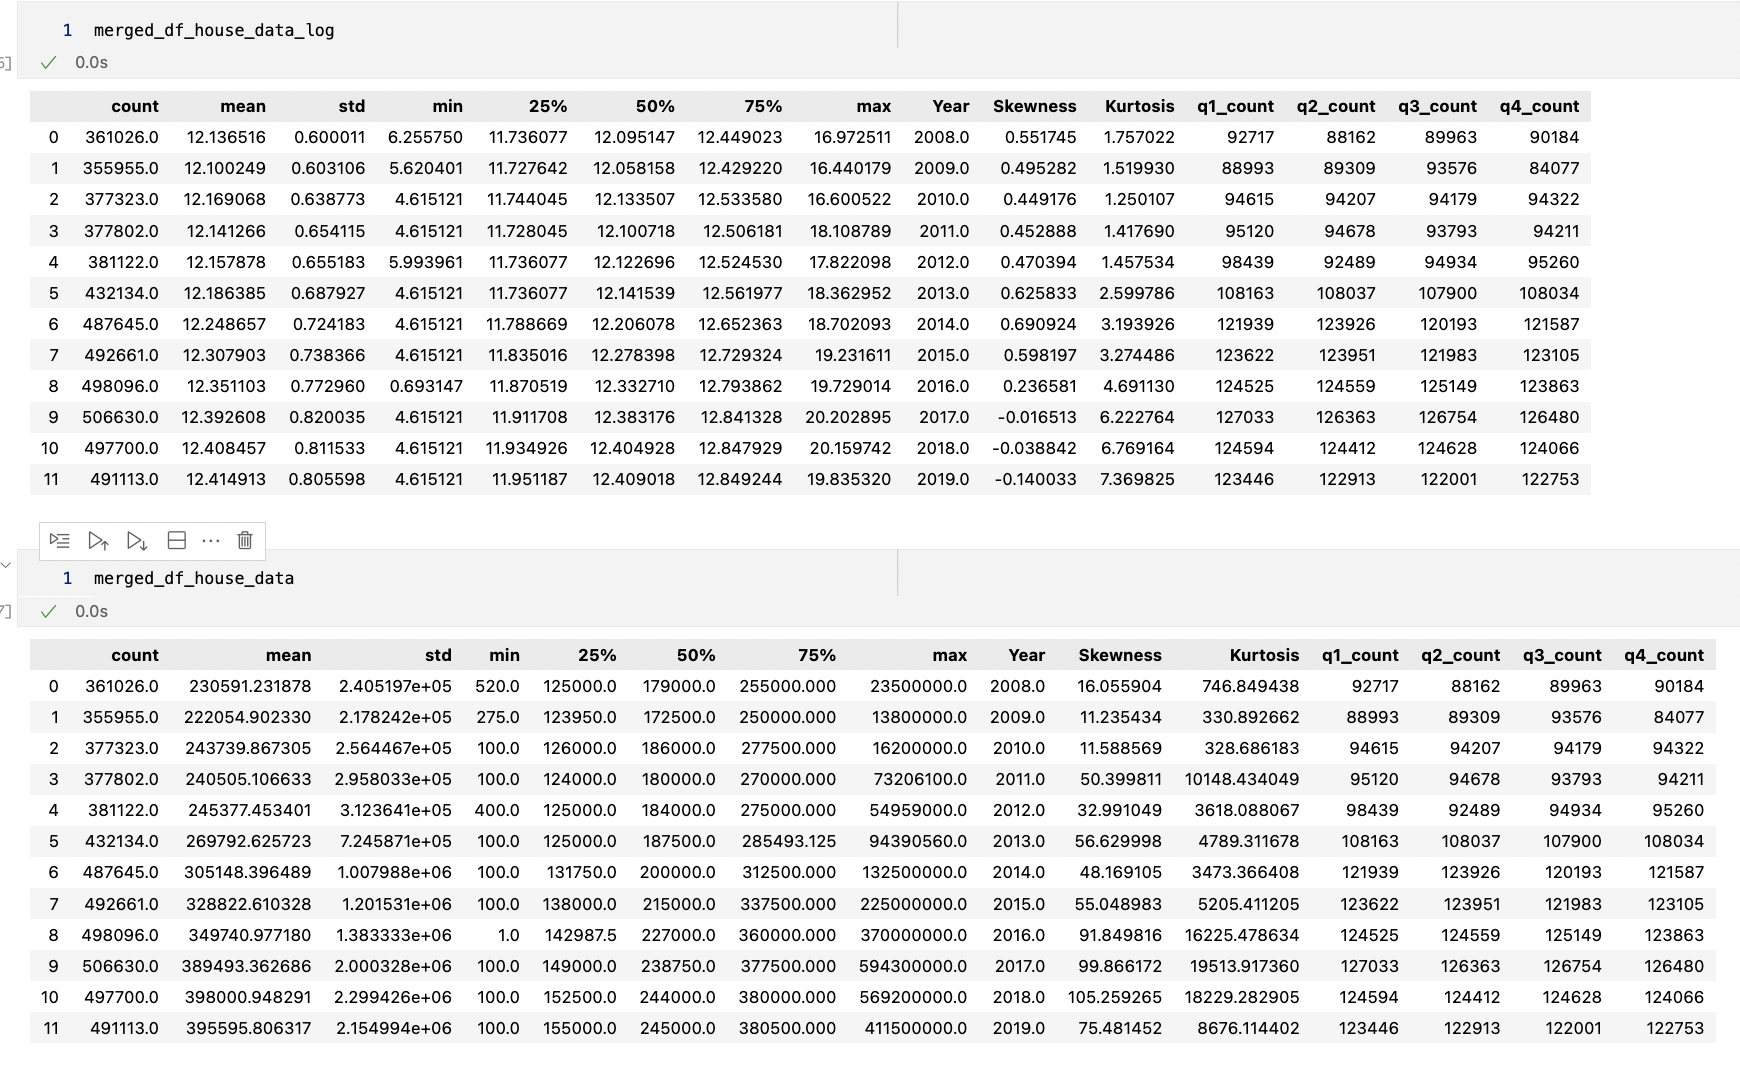 1 merged_df_house_data_log
5] 0.0s
count mean std min 25% 50% 75% max Year Skewness Kurtosis q1_count q2_count q3_count q4_count
0 361026.0 12.136516 0.600011 6.255750 11.736077 12.095147 12.449023 16.972511 2008.0 0.551745 1.757022 92717 88162 89963 90184
1 355955.0 12.100249 0.603106 5.620401 11.727642 12.058158 12.429220 16.440179 2009.0 0.495282 1.519930 88993 89309 93576 84077
2 377323.0 12.169068 0.638773 4.615121 11.744045 12.133507 12.533580 16.600522 2010.0 0.449176 1.250107 94615 94207 94179 94322
3 377802.0 12.141266 0.654115 4.615121 11.728045 12.100718 12.506181 18.108789 2011.0 0.452888 1.417690 95120 94678 93793 94211
4 381122.0 12.157878 0.655183 5.993961 11.736077 12.122696 12.524530 17.822098 2012.0 0.470394 1.457534 98439 92489 94934 95260
5 432134.0 12.186385 0.687927 4.615121 11.736077 12.141539 12.561977 18.362952 2013.0 0.625833 2.599786 108163 108037 107900 108034
6 487645.0 12.248657 0.724183 4.615121 11.788669 12.206078 12.652363 18.702093 2014.0 0.690924 3.193926 121939 123926 120193 121587
7 492661.0 12.307903 0.738366 4.615121 11.835016 12.278398 12.729324 19.231611 2015.0 0.598197 3.274486 123622 123951 121983 123105
8 498096.0 12.351103 0.772960 0.693147 11.870519 12.332710 12.793862 19.729014 2016.0 0.236581 4.691130 124525 124559 125149 123863
9 506630.0 12.392608 0.820035 4.615121 11.911708 12.383176 12.841328 20.202895 2017.0 -0.016513 6.222764 127033 126363 126754 126480
10 497700.0 12.408457 0.811533 4.615121 11.934926 12.404928 12.847929 20.159742 2018.0 -0.038842 6.769164 124594 124412 124628 124066
11 491113.0 12.414913 0.805598 4.615121 11.951187 12.409018 12.849244 19.835320 2019.0 -0.140033 7.369825 123446 122913 122001 122753
1 merged_df_house_data
7] 0.0s
count mean std min 25% 50% 75% max Year Skewness Kurtosis q1_count q2_count q3_count q4_count
0 361026.0 230591.231878 2.405197e+05 520.0 125000.0 179000.0 255000.000 23500000.0 2008.0 16.055904 746.849438 92717 88162 89963 90184
1 355955.0 222054.902330 2.178242e+05 275.0 123950.0 172500.0 250000.000 13800000.0 2009.0 11.235434 330.892662 88993 89309 93576 84077
2 377323.0 243739.867305 2.564467e+05 100.0 126000.0 186000.0 277500.000 16200000.0 2010.0 11.588569 328.686183 94615 94207 94179 94322
3 377802.0 240505.106633 2.958033e+05 100.0 124000.0 180000.0 270000.000 73206100.0 2011.0 50.399811 10148.434049 95120 94678 93793 94211
4 381122.0 245377.453401 3.123641e+05 400.0 125000.0 184000.0 275000.000 54959000.0 2012.0 32.991049 3618.088067 98439 92489 94934 95260
5 432134.0 269792.625723 7.245871e+05 100.0 125000.0 187500.0 285493.125 94390560.0 2013.0 56.629998 4789.311678 108163 108037 107900 108034
6 487645.0 305148.396489 1.007988e+06 100.0 131750.0 200000.0 312500.000 132500000.0 2014.0 48.169105 3473.366408 121939 123926 120193 121587
7 492661.0 328822.610328 1.201531e+06 100.0 138000.0 215000.0 337500.000 225000000.0 2015.0 55.048983 5205.411205 123622 123951 121983 123105
8 498096.0 349740.977180 1.383333e+06 1.0 142987.5 227000.0 360000.000 370000000.0 2016.0 91.849816 16225.478634 124525 124559 125149 123863
9 506630.0 389493.362686 2.000328e+06 100.0 149000.0 238750.0 377500.000 594300000.0 2017.0 99.866172 19513.917360 127033 126363 126754 126480
10 497700.0 398000.948291 2.299426e+06 100.0 152500.0 244000.0 380000.000 569200000.0 2018.0 105.259265 18229.282905 124594 124412 124628 124066
11 491113.0 395595.806317 2.154994e+06 100.0 155000.0 245000.0 380500.000 411500000.0 2019.0 75.481452 8676.114402 123446 122913 122001 122753